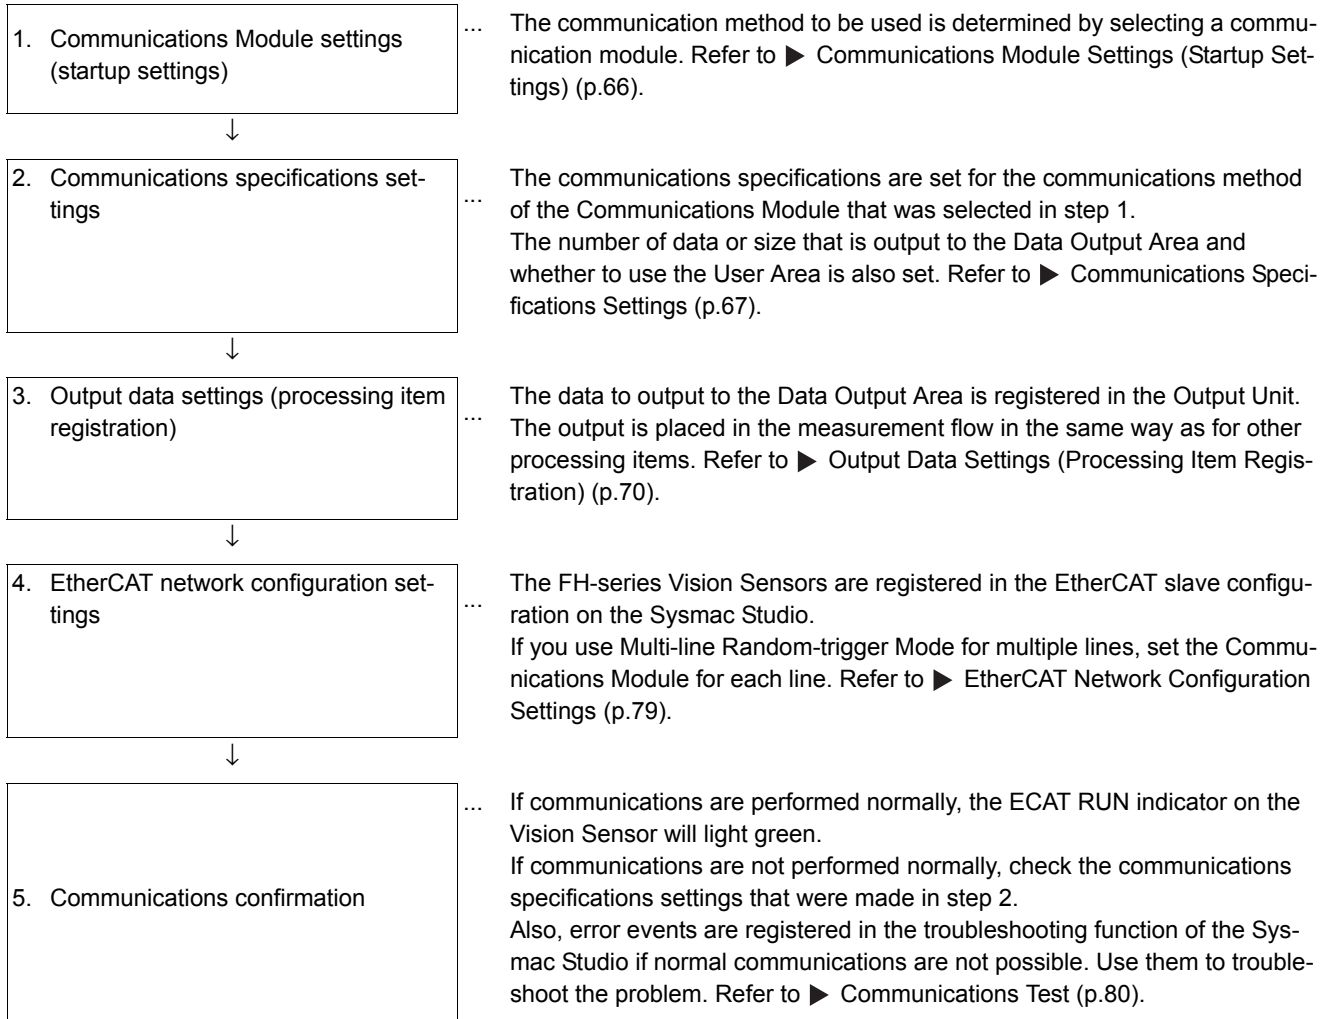 1. Communications Module settings
(startup settings)
...
The communication method to be used is determined by selecting a commu-
nication module. Refer to ▶ Communications Module Settings (Startup Set-
tings) (p.66).
↓
2. Communications specifications set-
tings
...
The communications specifications are set for the communications method
of the Communications Module that was selected in step 1.
The number of data or size that is output to the Data Output Area and
whether to use the User Area is also set. Refer to ▶ Communications Speci-
fications Settings (p.67).
↓
3. Output data settings (processing item
registration)
...
The data to output to the Data Output Area is registered in the Output Unit.
The output is placed in the measurement flow in the same way as for other
processing items. Refer to ▶ Output Data Settings (Processing Item Regis-
tration) (p.70).
↓
4. EtherCAT network configuration set-
tings
...
The FH-series Vision Sensors are registered in the EtherCAT slave configu-
ration on the Sysmac Studio.
If you use Multi-line Random-trigger Mode for multiple lines, set the Commu-
nications Module for each line. Refer to ▶ EtherCAT Network Configuration
Settings (p.79).
↓
5. Communications confirmation
...
If communications are performed normally, the ECAT RUN indicator on the
Vision Sensor will light green.
If communications are not performed normally, check the communications
specifications settings that were made in step 2.
Also, error events are registered in the troubleshooting function of the Sys-
mac Studio if normal communications are not possible. Use them to trouble-
shoot the problem. Refer to ▶ Communications Test (p.80).